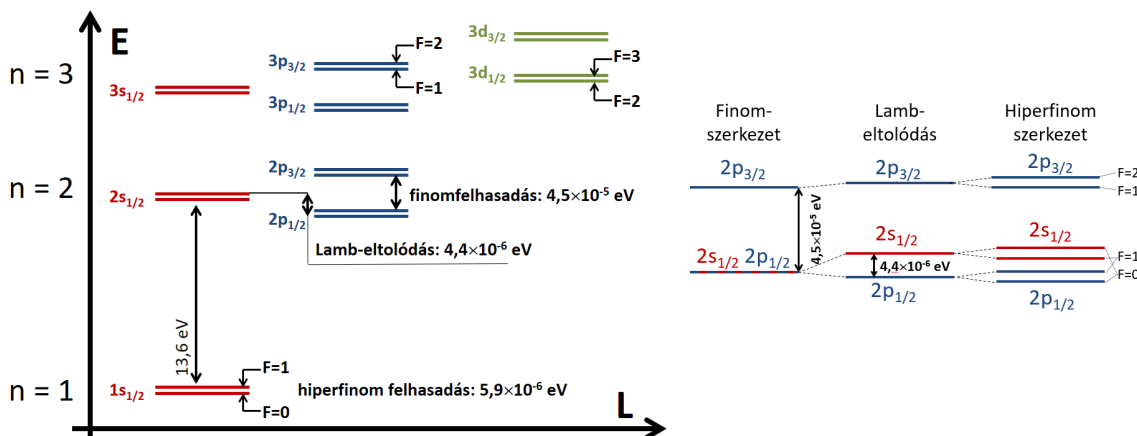 E
n = 3
3s1/2
3p3/2
F=2
F=1
3p1/2
3d3/2
3d1/2
F=3
F=2
n = 2
2s1/2
2p3/2
finomfelhasadás: 4,5×10-5 eV
2p1/2
Lamb-eltolódás: 4,4×10-6 eV
13,6 eV
n = 1
1s1/2
F=1
F=0
hiperfinom felhasadás: 5,9×10-6 eV
L
Finom-
szerkezet
Lamb-
eltolódás
Hiperfinom
szerkezet
2p3/2
2p3/2
2p3/2
F=2
F=1
4,5×10-5 eV
2s1/2 2p1/2
2s1/2
4,4×10-6 eV
2p1/2
2s1/2
F=1
F=0
2p1/2